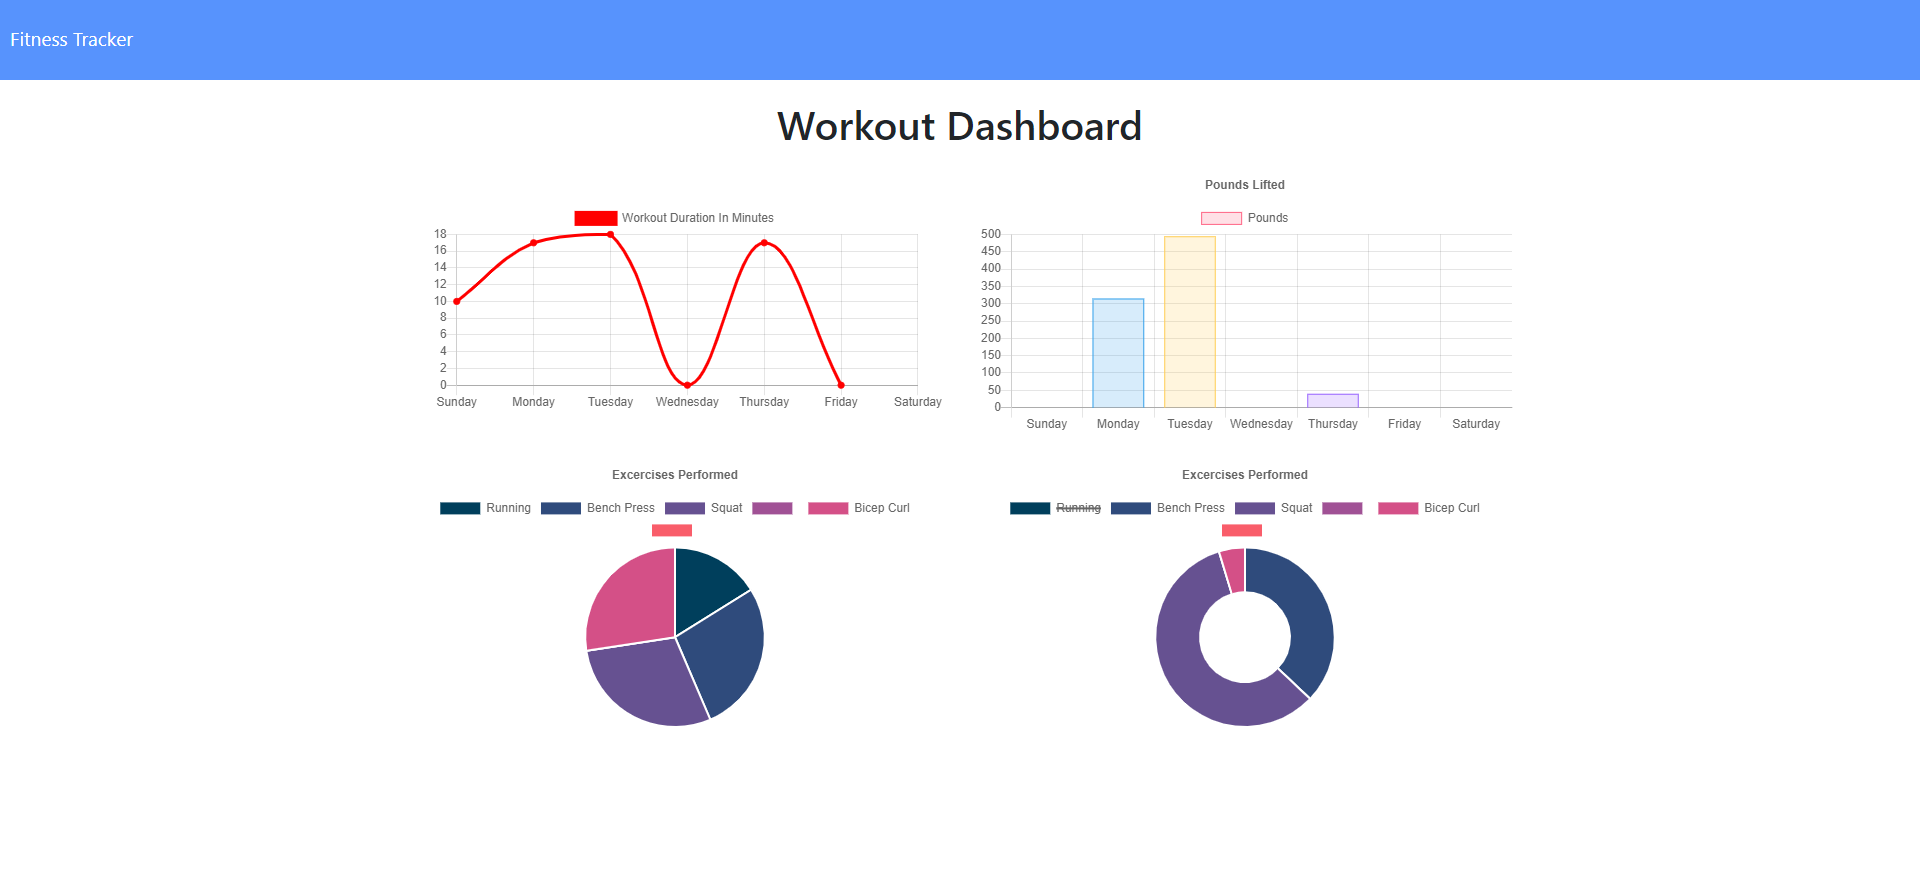 Fitness Tracker
Workout Dashboard
Workout Duration In Minutes
18
16
14
12
10
8
6
4
2
0
Sunday Monday Tuesday Wednesday Thursday Friday Saturday
Pounds Lifted
Pounds
500
450
400
350
300
250
200
150
100
50
0
Sunday Monday Tuesday Wednesday Thursday Friday Saturday
Excercises Performed
Running Bench Press Squat Bicep Curl
Excercises Performed
Running Bench Press Squat Bicep Curl